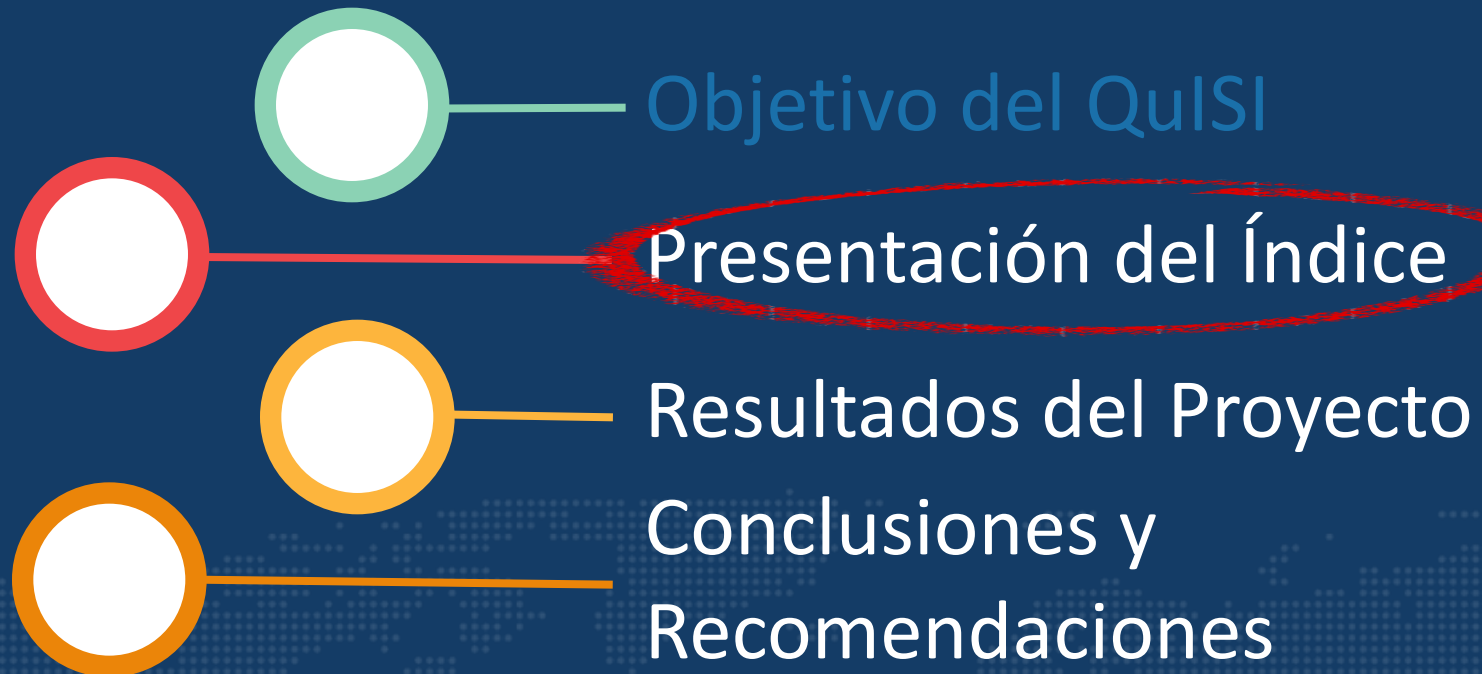 Objetivo del QuISI
Presentación del Índice
Resultados del Proyecto
Conclusiones y
Recomendaciones